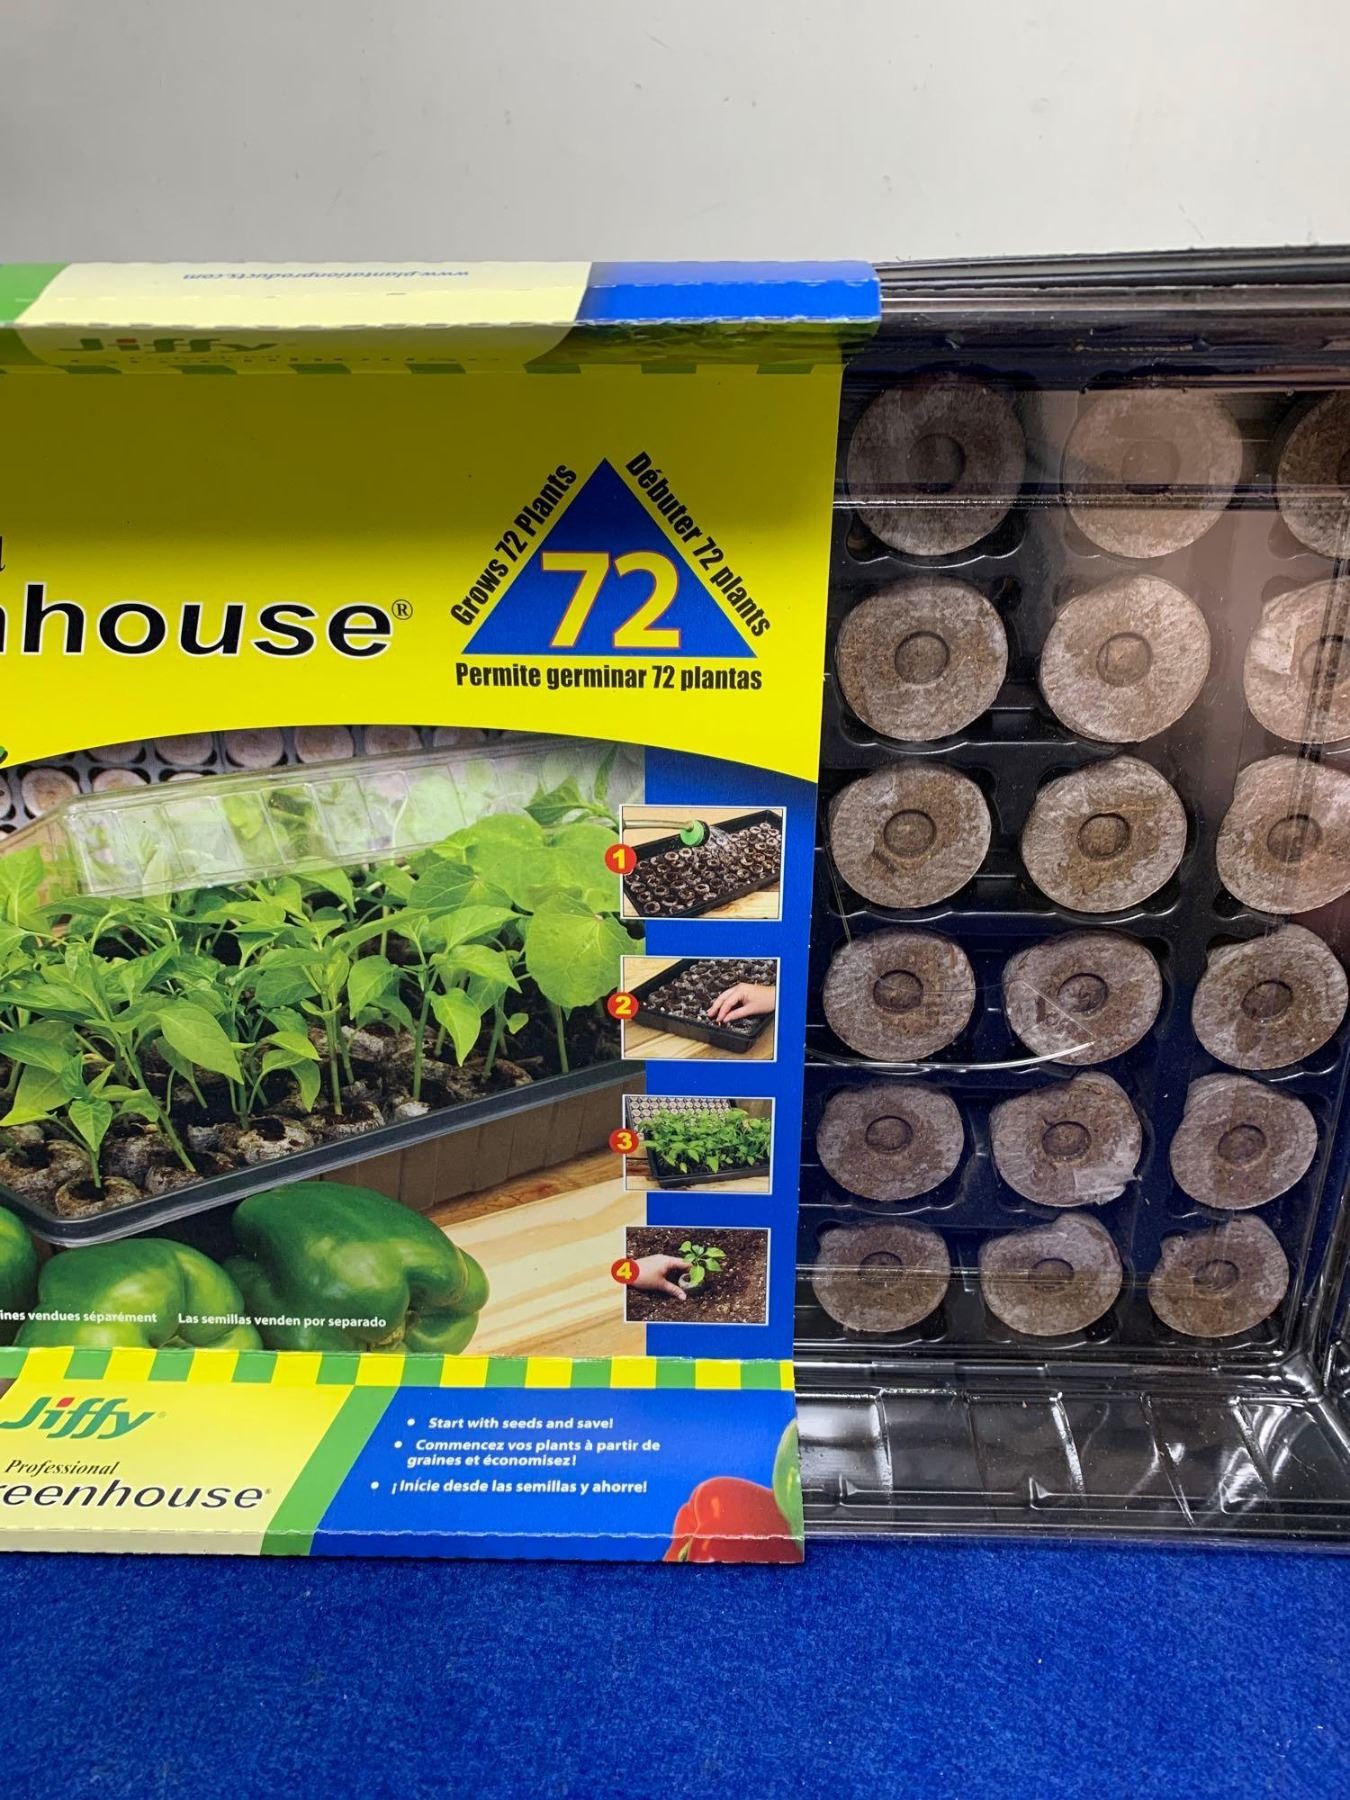 www.plantationproducts.com
Jiffy
nhouse®
Grows 72 Plants
Débuter 72 plants
72
Permite germinar 72 plantas
1
2
3
4
ines vendues séparément Las semillas venden por separado
Jiffy®
Professional
reenhouse®
• Start with seeds and save!
• Commencez vos plants à partir de
graines et économisez!
• ¡Inície desde las semillas y ahorre!